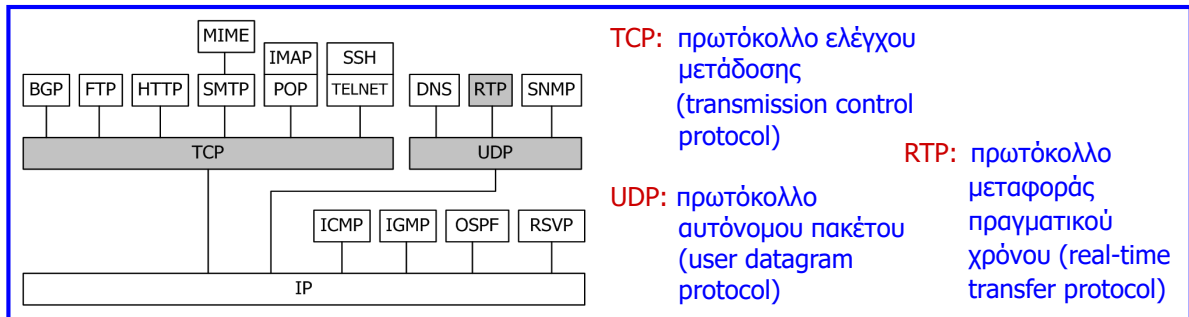 MIME
IMAP
SSH
BGP
FTP
HTTP
SMTP
POP
TELNET
DNS
RTP
SNMP
TCP
UDP
ICMP
IGMP
OSPF
RSVP
IP
TCP: πρωτόκολλο ελέγχου
μετάδοσης
(transmission control
protocol)
UDP: πρωτόκολλο
αυτόνομου πακέτου
(user datagram
protocol)
RTP: πρωτόκολλο
μεταφοράς
πραγματικού
χρόνου (real-time
transfer protocol)